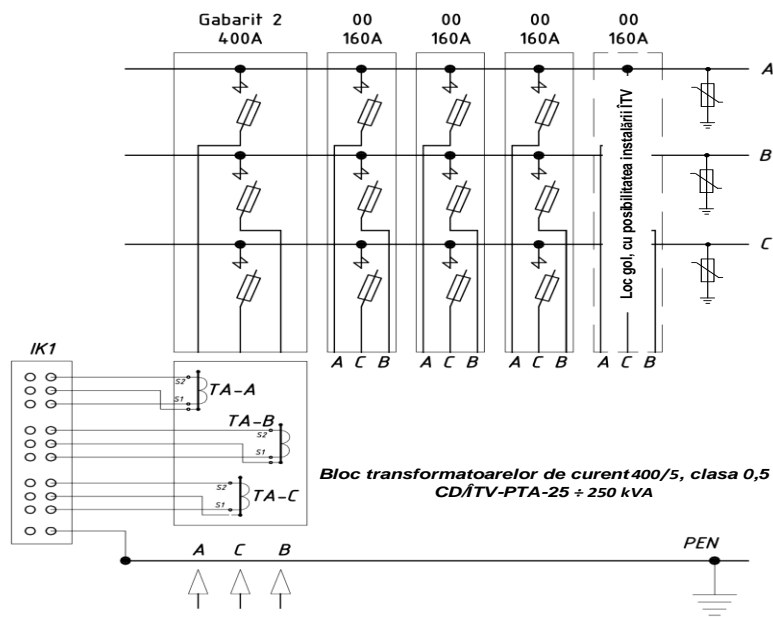 Gabarit 2 00 00 00 00
400A 160A 160A 160A 160A
A
B
C
Loc gol, cu posibilitatea instalării ÎTV
A C B A C B A C B A C B
IK1
S2
TA-A
S1
TA-B
S2
S1
S2
TA-C
S1
Bloc transformatoarelor de curent 400/5, clasa 0,5
CD/ÎTV-PTA-25 ÷ 250 kVA
A C B
PEN